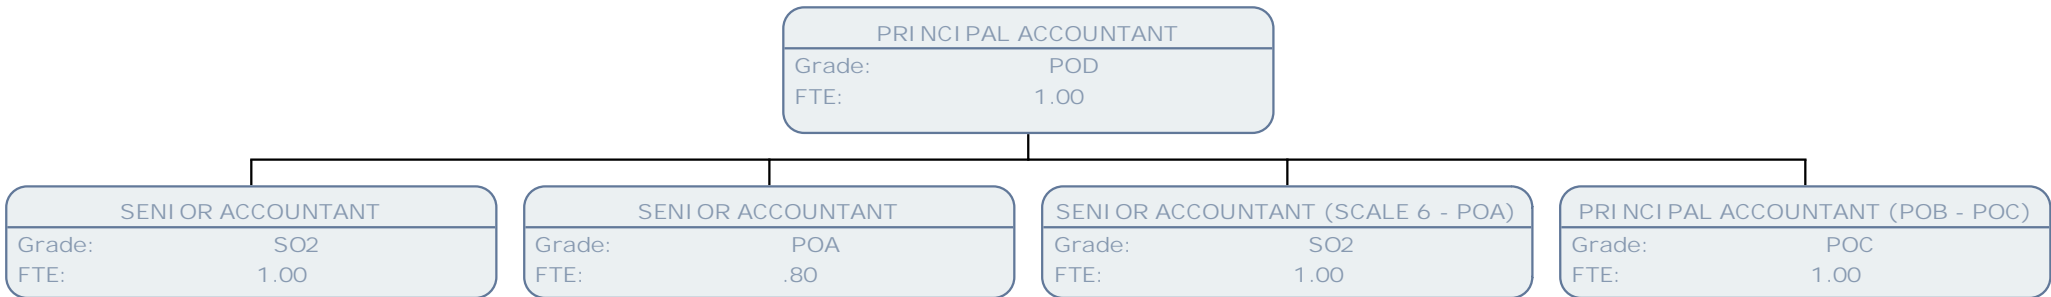 PRINCIPAL ACCOUNTANT
Grade: POD
FTE: 1.00
SENIOR ACCOUNTANT
Grade: SO2
FTE: 1.00
SENIOR ACCOUNTANT
Grade: POA
FTE: .80
SENIOR ACCOUNTANT (SCALE 6 - POA)
Grade: SO2
FTE: 1.00
PRINCIPAL ACCOUNTANT (POB - POC)
Grade: POC
FTE: 1.00